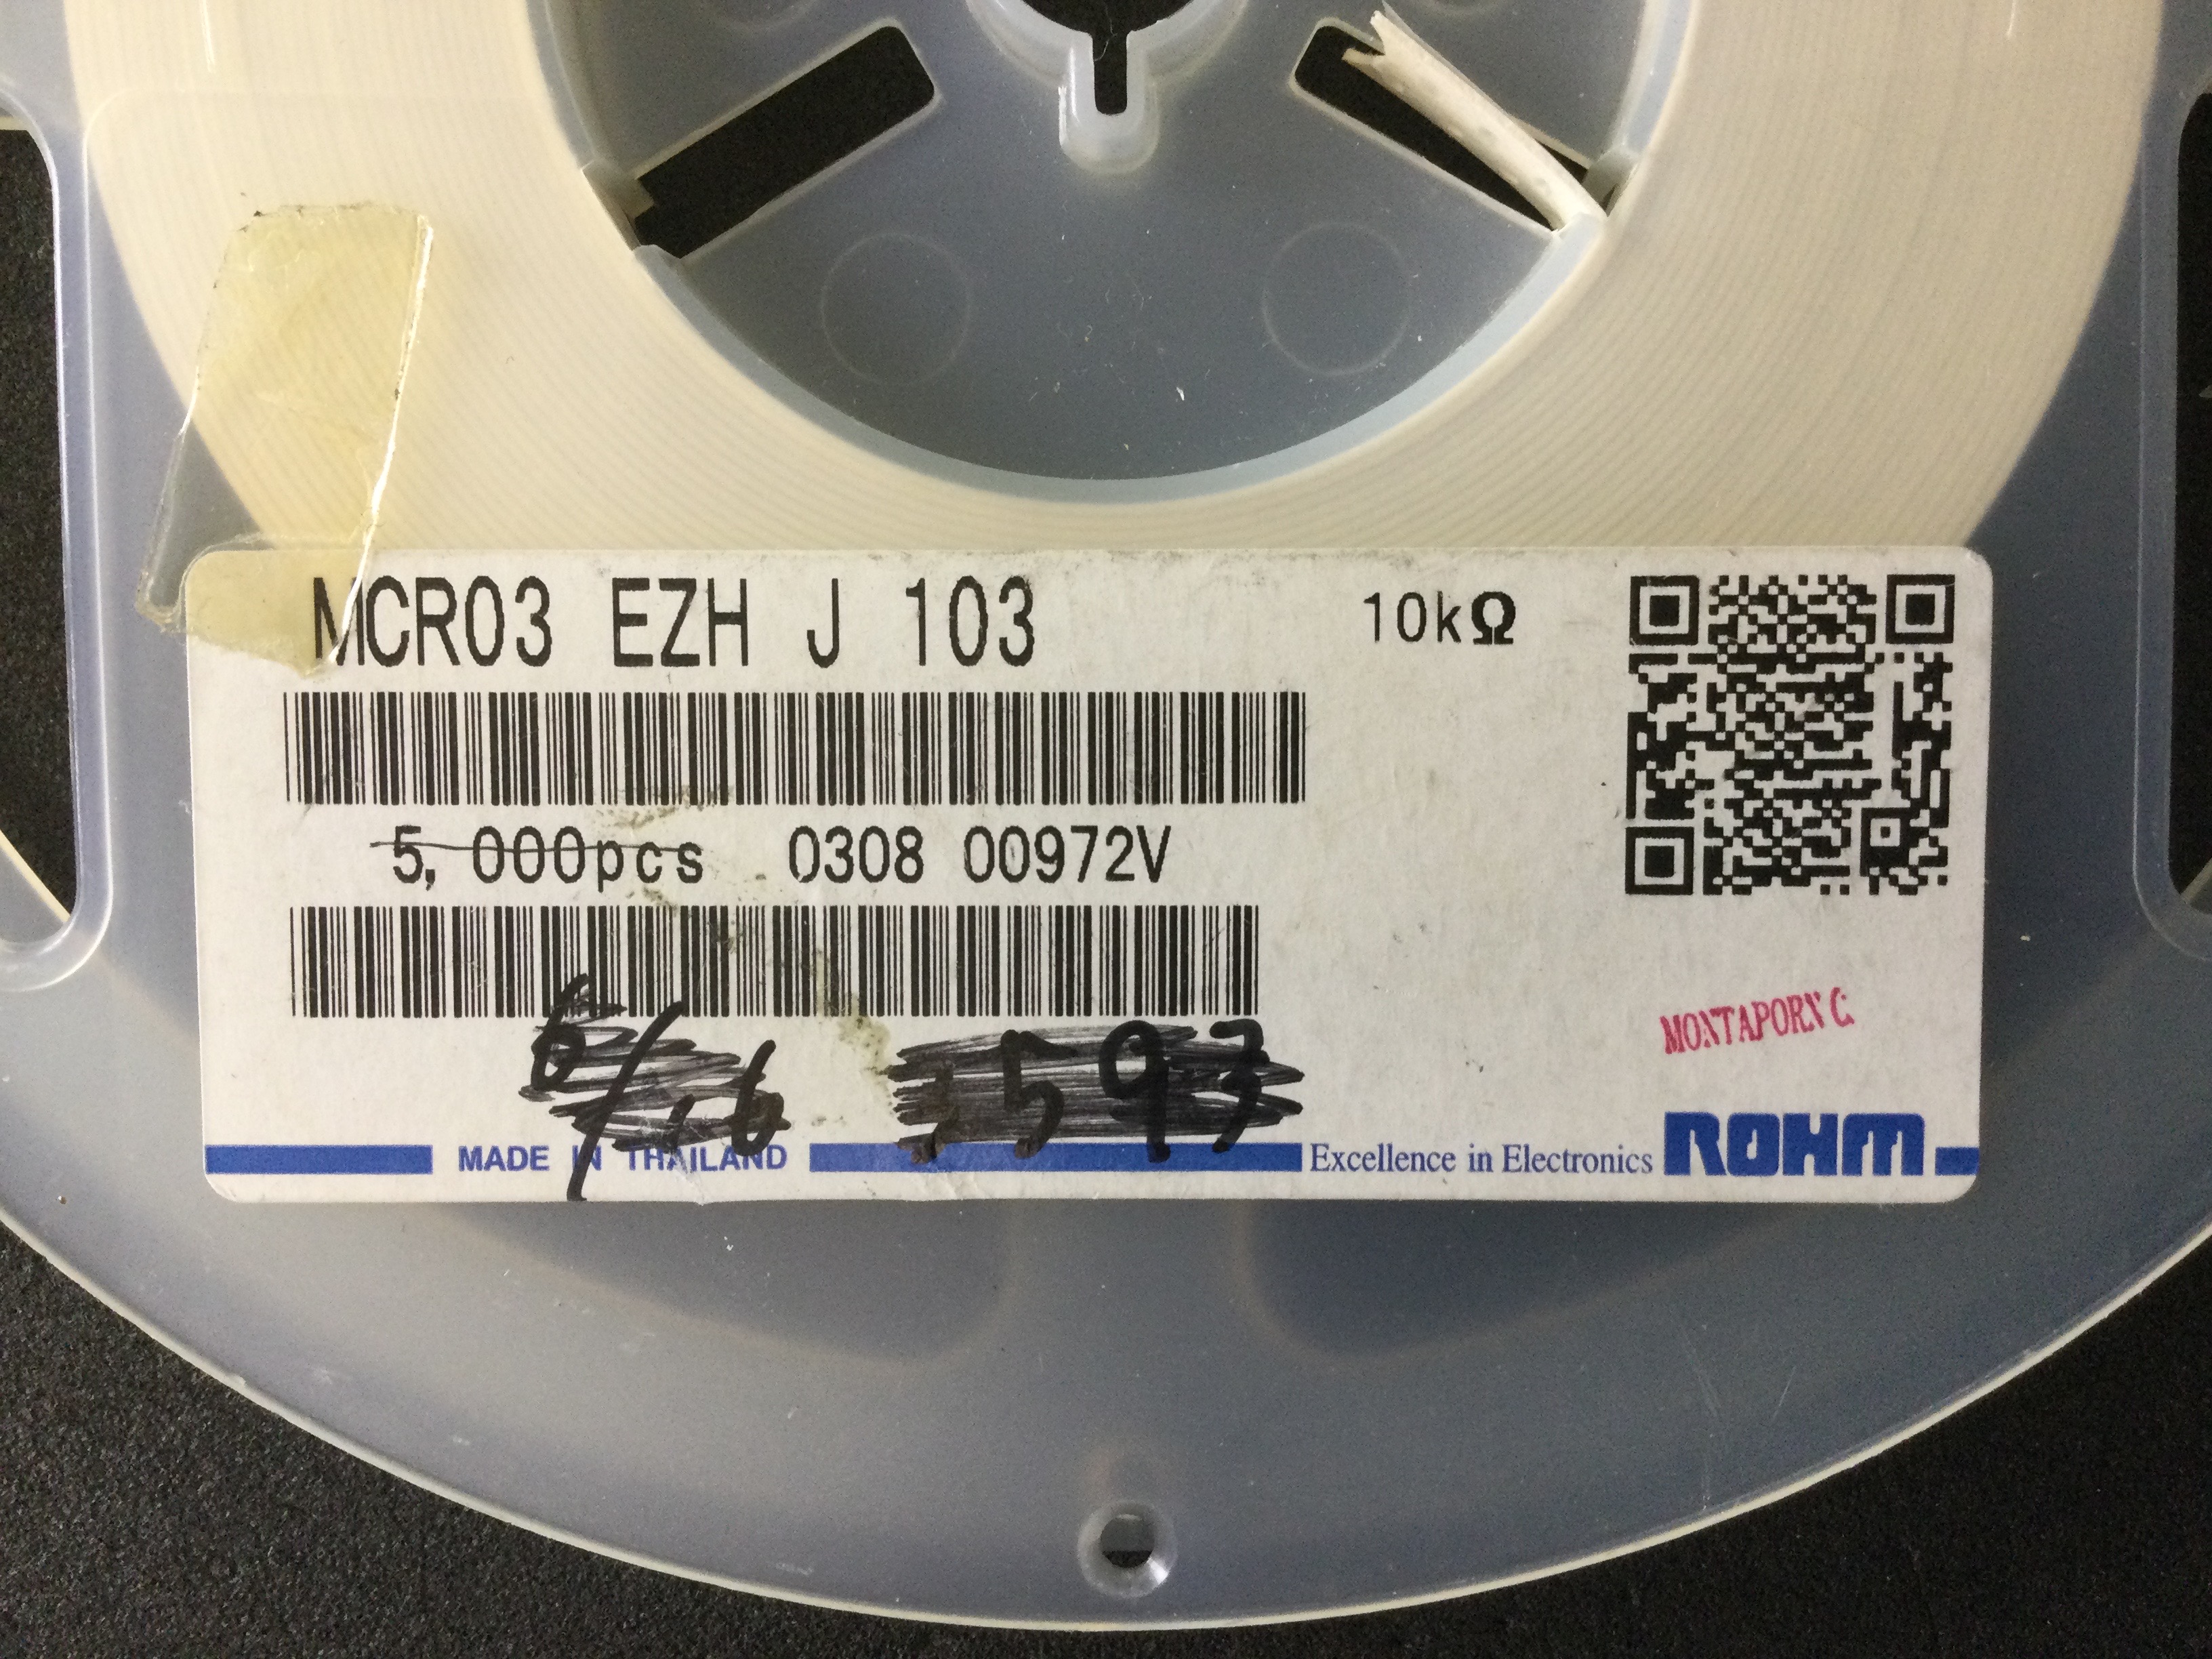 MCR03 EZH J 103 10kΩ
5,000pcs 0308 00972V
MONTAPORN C.
MADE IN THAILAND Excellence in Electronics ROHM